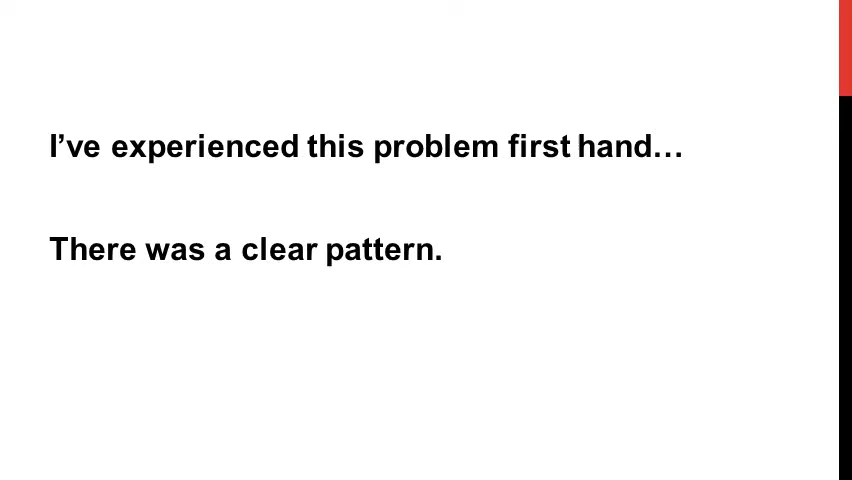 I’ve experienced this problem first hand…
There was a clear pattern.